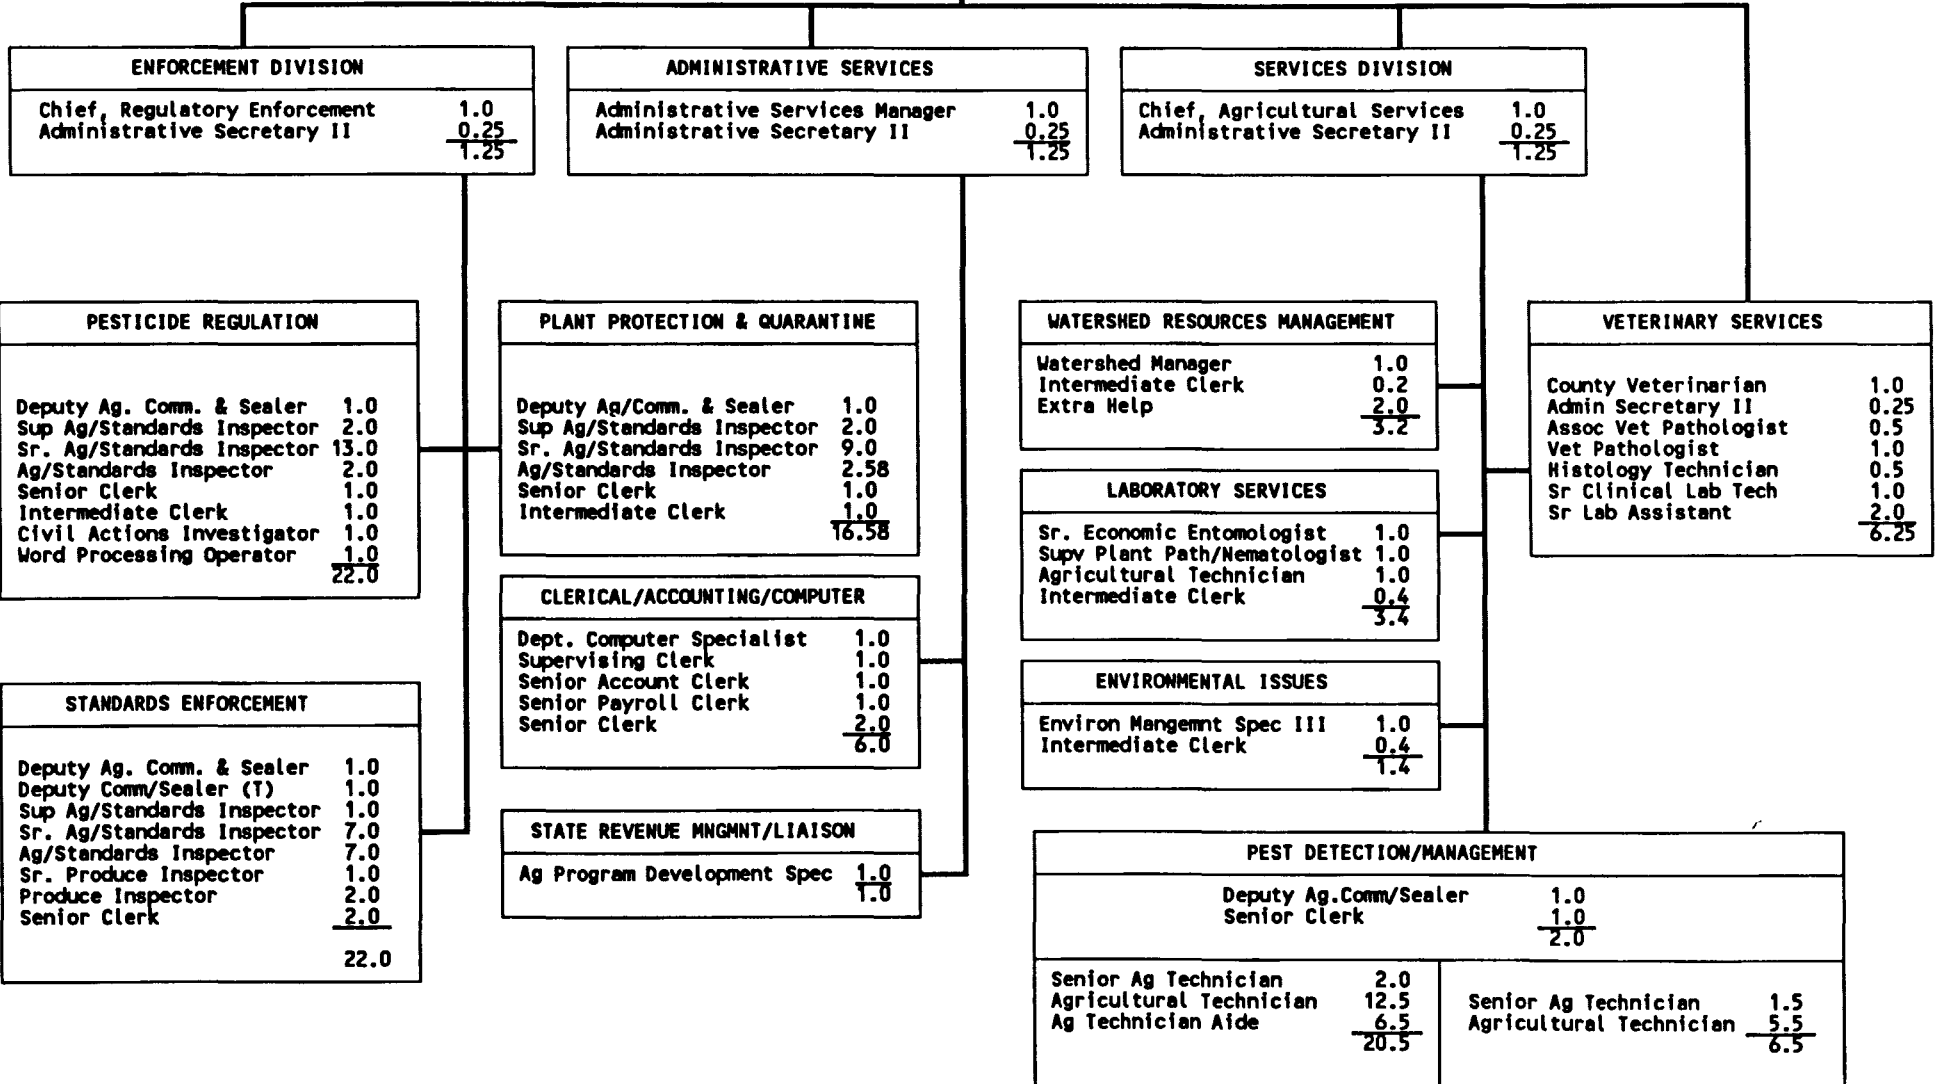 ENFORCEMENT DIVISION
Chief, Regulatory Enforcement 1.0
Administrative Secretary II 0.25
1.25
ADMINISTRATIVE SERVICES
Administrative Services Manager 1.0
Administrative Secretary II 0.25
1.25
SERVICES DIVISION
Chief, Agricultural Services 1.0
Administrative Secretary II 0.25
1.25
PESTICIDE REGULATION
Deputy Ag. Comm. & Sealer 1.0
Sup Ag/Standards Inspector 2.0
Sr. Ag/Standards Inspector 13.0
Ag/Standards Inspector 2.0
Senior Clerk 1.0
Intermediate Clerk 1.0
Civil Actions Investigator 1.0
Word Processing Operator 1.0
22.0
PLANT PROTECTION & QUARANTINE
Deputy Ag/Comm. & Sealer 1.0
Sup Ag/Standards Inspector 2.0
Sr. Ag/Standards Inspector 9.0
Ag/Standards Inspector 2.58
Senior Clerk 1.0
Intermediate Clerk 1.0
16.58
WATERSHED RESOURCES MANAGEMENT
Watershed Manager 1.0
Intermediate Clerk 0.2
Extra Help 2.0
3.2
VETERINARY SERVICES
County Veterinarian 1.0
Admin Secretary II 0.25
Assoc Vet Pathologist 0.5
Vet Pathologist 1.0
Histology Technician 0.5
Sr Clinical Lab Tech 1.0
Sr Lab Assistant 2.0
6.25
LABORATORY SERVICES
Sr. Economic Entomologist 1.0
Supv Plant Path/Nematologist 1.0
Agricultural Technician 1.0
Intermediate Clerk 0.4
3.4
CLERICAL/ACCOUNTING/COMPUTER
Dept. Computer Specialist 1.0
Supervising Clerk 1.0
Senior Account Clerk 1.0
Senior Payroll Clerk 1.0
Senior Clerk 2.0
6.0
ENVIRONMENTAL ISSUES
Environ Mangemnt Spec III 1.0
Intermediate Clerk 0.4
1.4
STANDARDS ENFORCEMENT
Deputy Ag. Comm. & Sealer 1.0
Deputy Comm/Sealer (T) 1.0
Sup Ag/Standards Inspector 1.0
Sr. Ag/Standards Inspector 7.0
Ag/Standards Inspector 7.0
Sr. Produce Inspector 1.0
Produce Inspector 2.0
Senior Clerk 2.0
22.0
STATE REVENUE MNGMNT/LIAISON
Ag Program Development Spec 1.0
1.0
PEST DETECTION/MANAGEMENT
Deputy Ag.Comm/Sealer 1.0
Senior Clerk 1.0
2.0
Senior Ag Technician 2.0
Agricultural Technician 12.5
Ag Technician Aide 6.5
20.5
Senior Ag Technician 1.5
Agricultural Technician 5.5
6.5